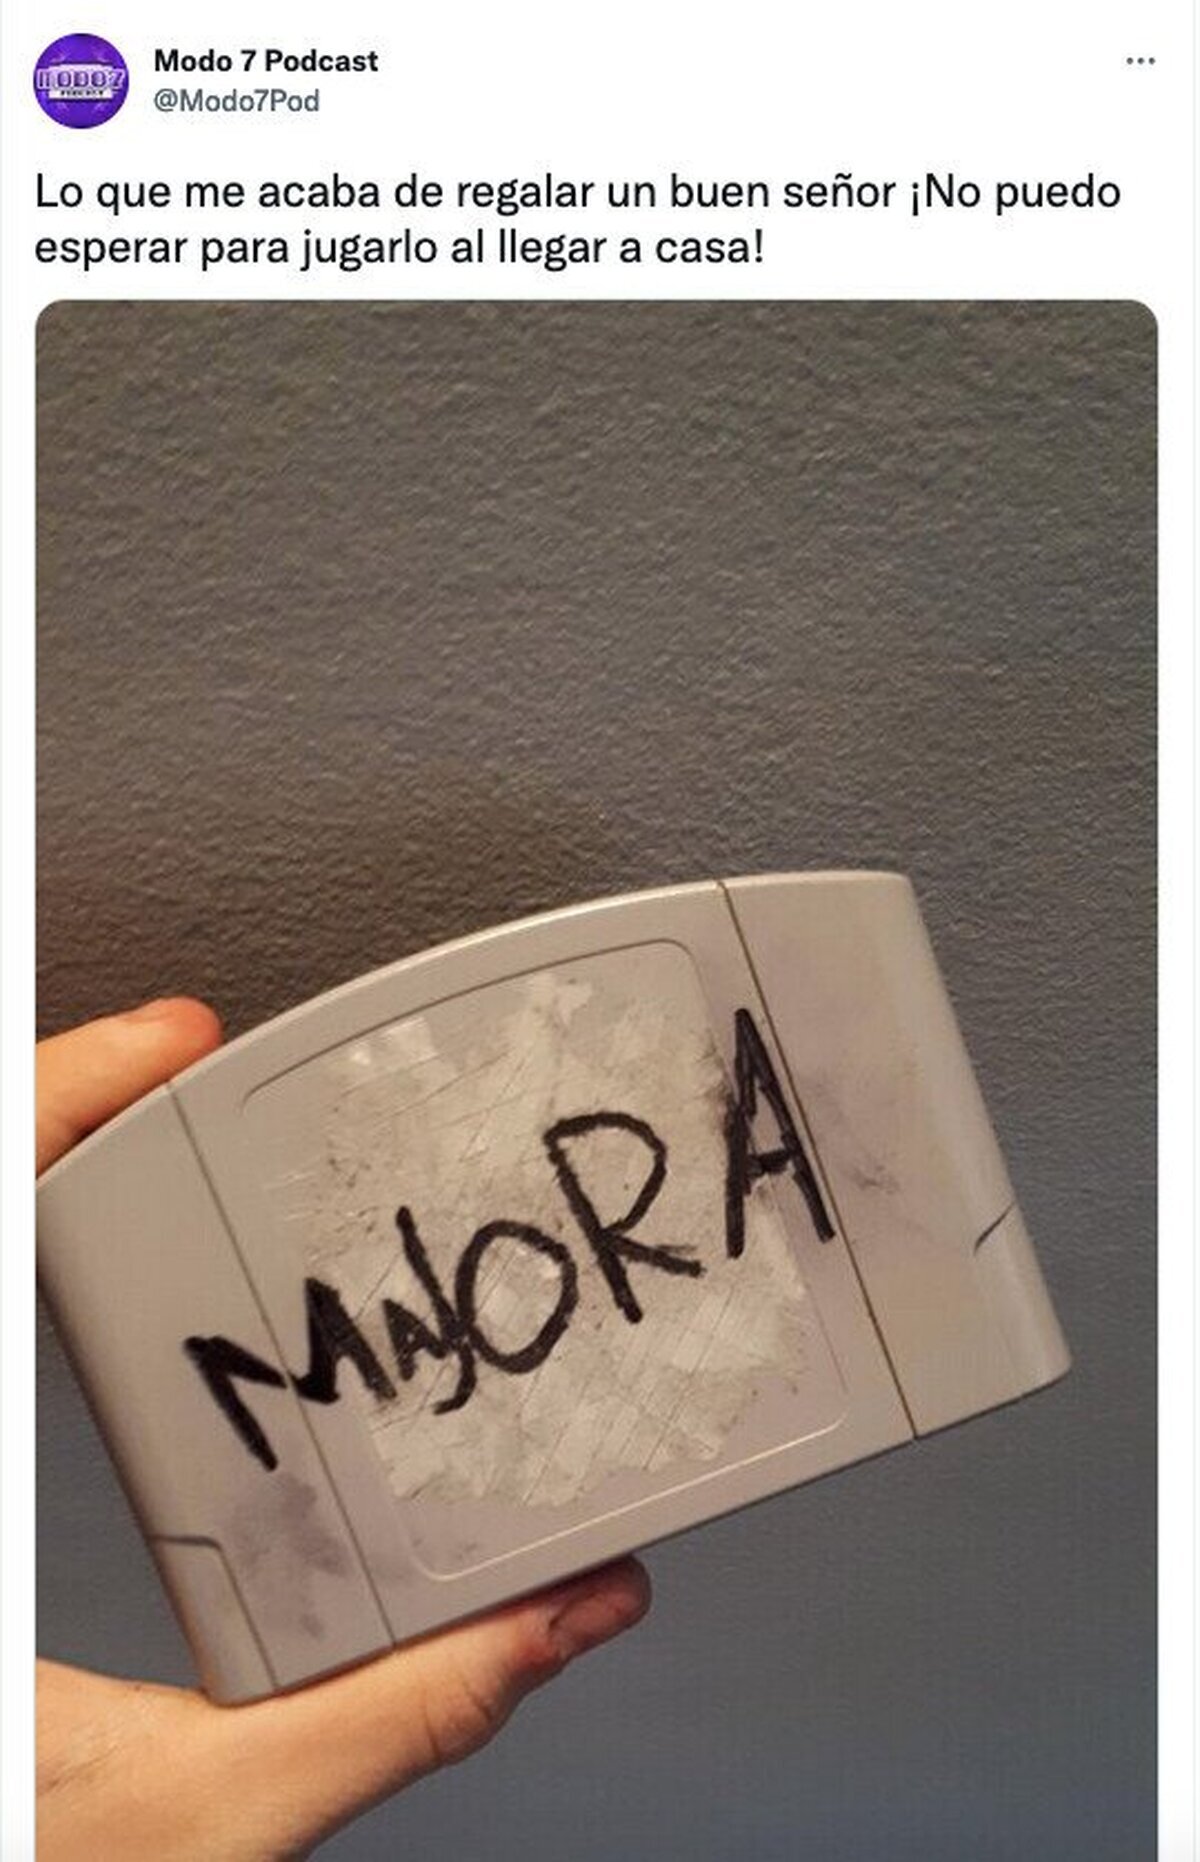 Modo 7 Podcast
@Modo7Pod
Lo que me acaba de regalar un buen señor ¡No puedo
esperar para jugarlo al llegar a casa!
MAJORA